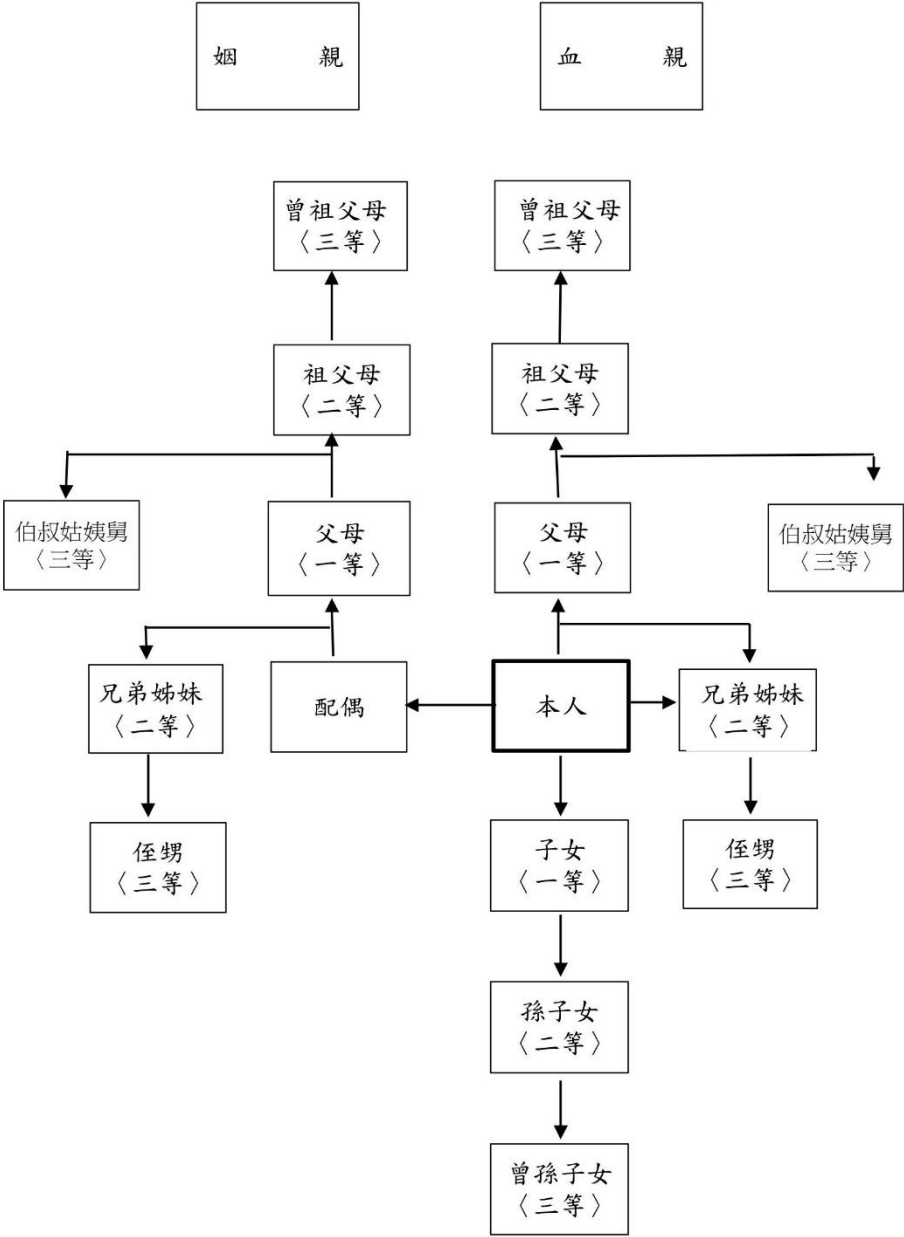 姻 親
血 親
曾祖父母
〈三等〉
曾祖父母
〈三等〉
祖父母
〈二等〉
祖父母
〈二等〉
伯叔姑姨舅
〈三等〉
父母
〈一等〉
父母
〈一等〉
伯叔姑姨舅
〈三等〉
兄弟姊妹
〈二等〉
配偶
本人
兄弟姊妹
〈二等〉
侄甥
〈三等〉
子女
〈一等〉
侄甥
〈三等〉
孫子女
〈二等〉
曾孫子女
〈三等〉